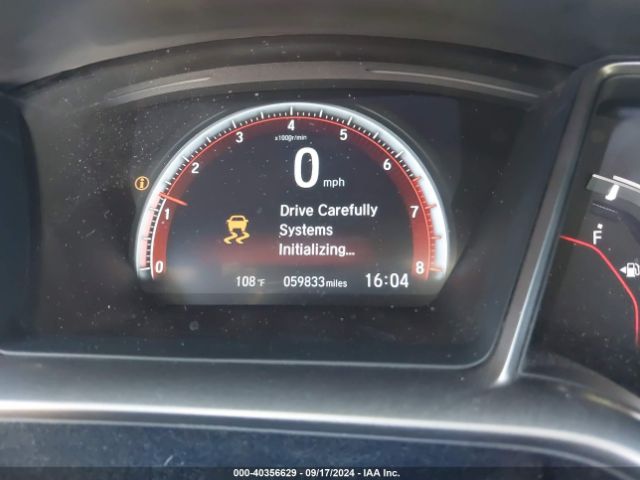 4
3 5
x1000r/min
2 6
0 mph
1 7
Drive Carefully
Systems
Initializing...
0 8
108°F 059833miles 16:04
F
000-40356629 - 09/17/2024 - IAA Inc.